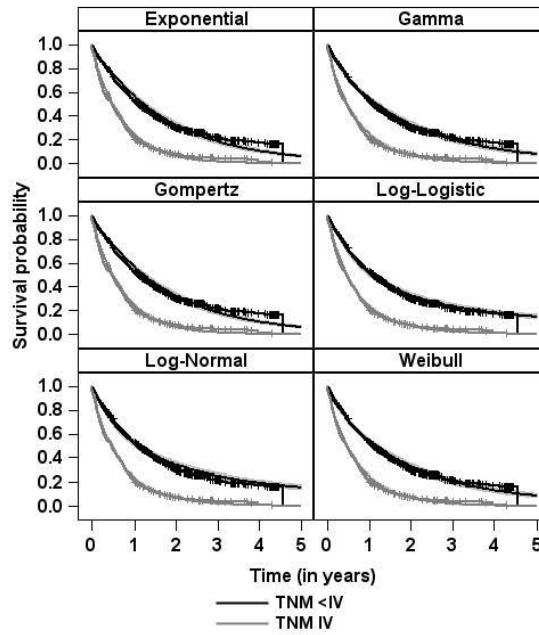 Exponential Gamma
1.0
0.8
0.6
0.4
0.2
0.0
Gompertz Log-Logistic
1.0
0.8
0.6
0.4
0.2
0.0
Survival probability
Log-Normal Weibull
1.0
0.8
0.6
0.4
0.2
0.0
0 1 2 3 4 5 0 1 2 3 4 5
Time (in years)
TNM <IV
TNM IV